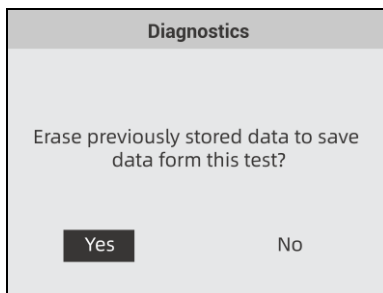 Diagnostics
Erase previously stored data to save
data form this test?
Yes
No